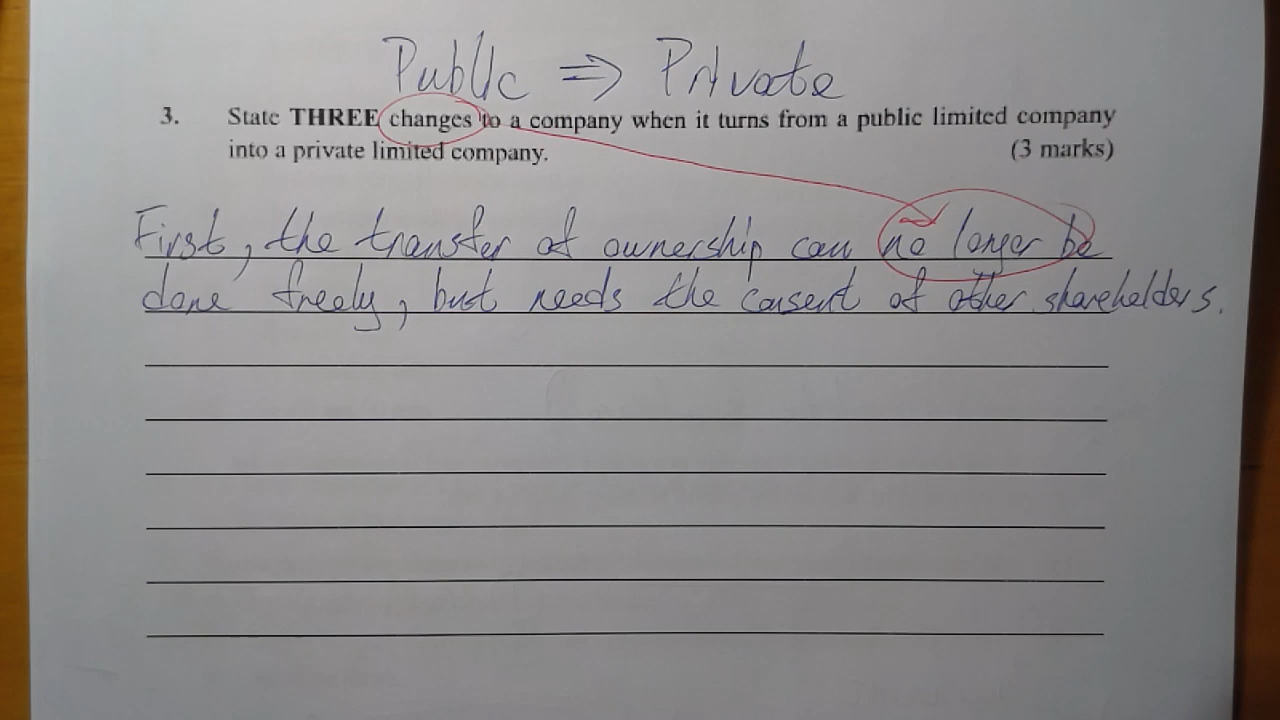 Public ⇒ Private
3. State THREE changes to a company when it turns from a public limited company
into a private limited company. (3 marks)
First, the transfer of ownership can no longer be
done freely, but needs the consent of other shareholders.